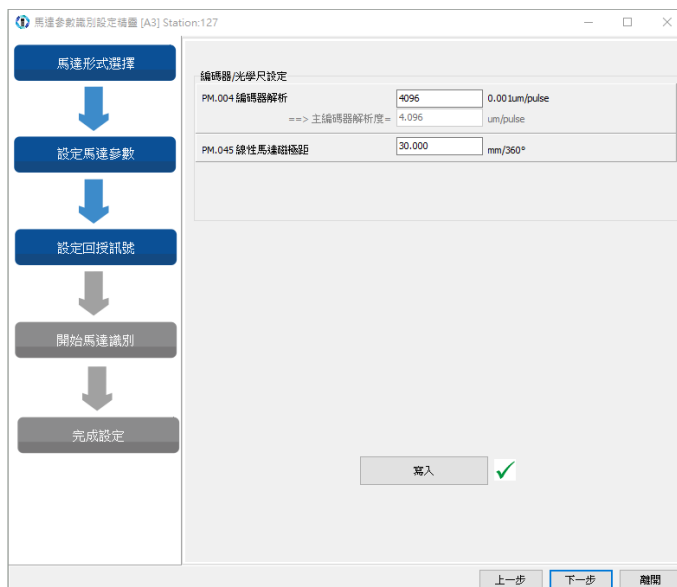 馬達參數識別設定精靈 [A3] Station:127
馬達形式選擇
設定馬達參數
設定回授訊號
開始馬達識別
完成設定
編碼器/光學尺設定
PM.004 編碼器解析 4096 0.001um/pulse
==> 主編碼器解析度= 4.096 um/pulse
PM.045 線性馬達磁極距 30.000 mm/360°
寫入
上一步 下一步 離開